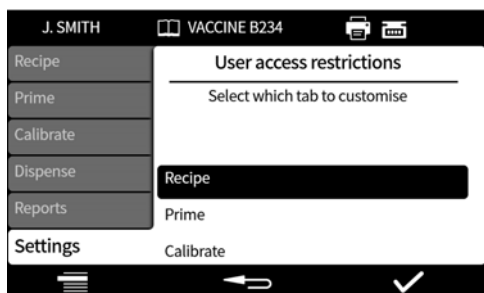 J. SMITH
VACCINE B234
Recipe
Prime
Calibrate
Dispense
Reports
Settings
User access restrictions
Select which tab to customise
Recipe
Prime
Calibrate